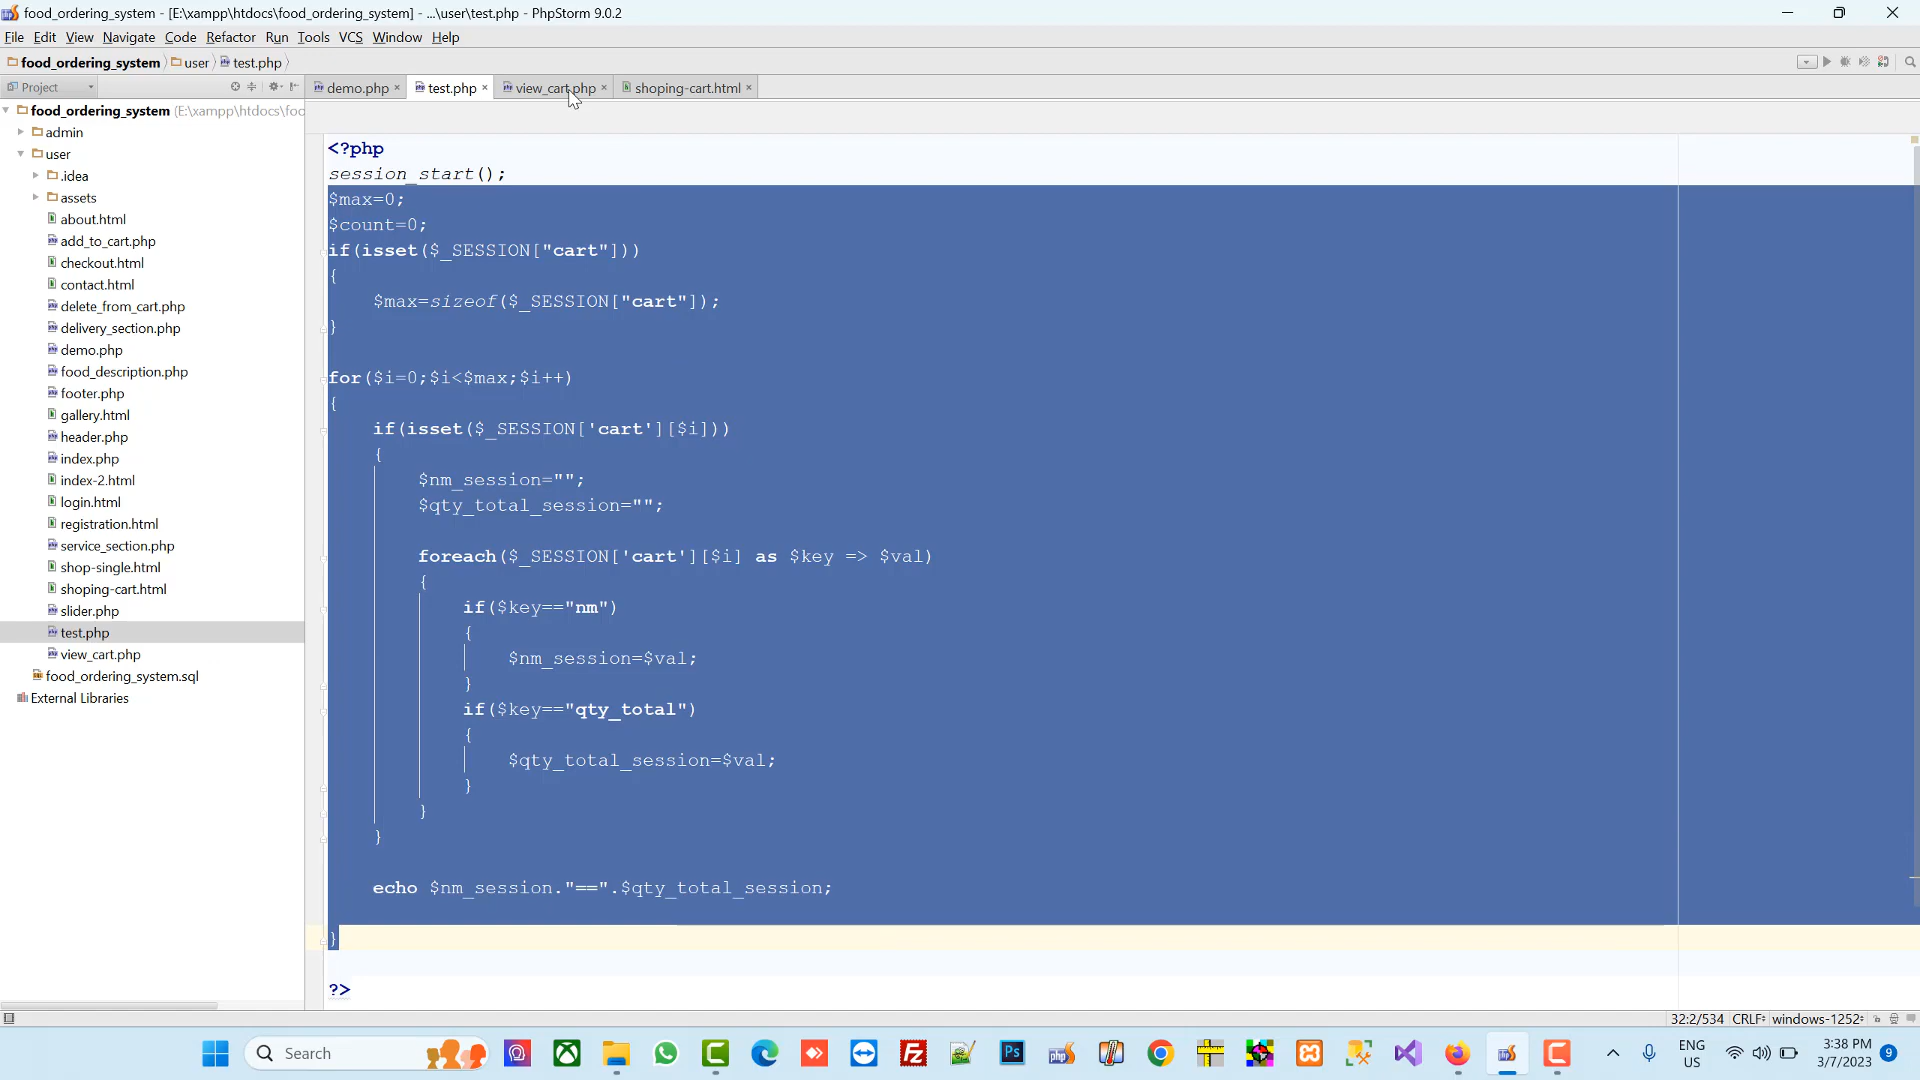 food_ordering_system - [E:\xampp\htdocs\food_ordering_system] - ...\user\test.php - PhpStorm 9.0.2
File Edit View Navigate Code Refactor Run Tools VCS Window Help
food_ordering_system user test.php
Project
demo.php test.php view_cart.php shoping-cart.html
food_ordering_system (E:\xampp\htdocs\foo
admin
user
.idea
assets
about.html
add_to_cart.php
checkout.html
contact.html
delete_from_cart.php
delivery_section.php
demo.php
food_description.php
footer.php
gallery.html
header.php
index.php
index-2.html
login.html
registration.html
service_section.php
shop-single.html
shoping-cart.html
slider.php
test.php
view_cart.php
food_ordering_system.sql
External Libraries
<?php
session_start();
$max=0;
$count=0;
if(isset($_SESSION["cart"]))
{
$max=sizeof($_SESSION["cart"]);
}
for($i=0;$i<$max;$i++)
{
if(isset($_SESSION['cart'][$i]))
{
$nm_session="";
$qty_total_session="";
foreach($_SESSION['cart'][$i] as $key => $val)
{
if($key=="nm")
{
$nm_session=$val;
}
if($key=="qty_total")
{
$qty_total_session=$val;
}
}
}
echo $nm_session."==".$qty_total_session;
}
?>
32:2/534 CRLF windows-1252
Search
Ps
php
ENG
US
3:38 PM
3/7/2023
9